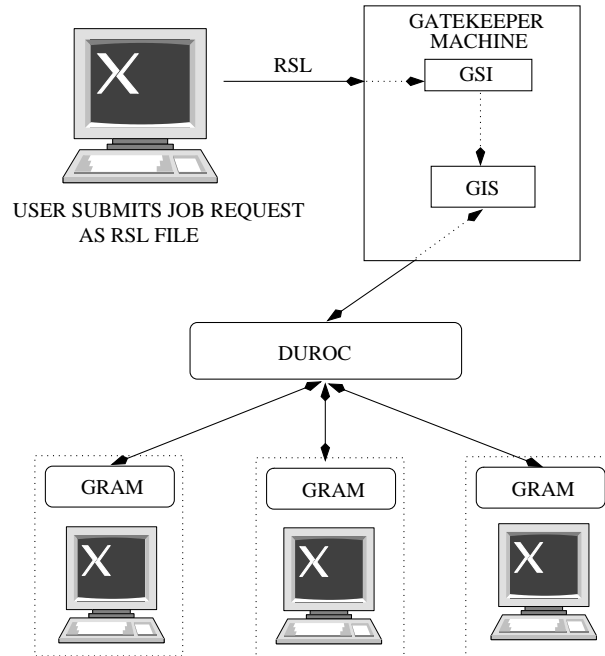 GATEKEEPER
MACHINE
RSL
GSI
GIS
USER SUBMITS JOB REQUEST
AS RSL FILE
DUROC
GRAM
GRAM
GRAM
X
X
X
X